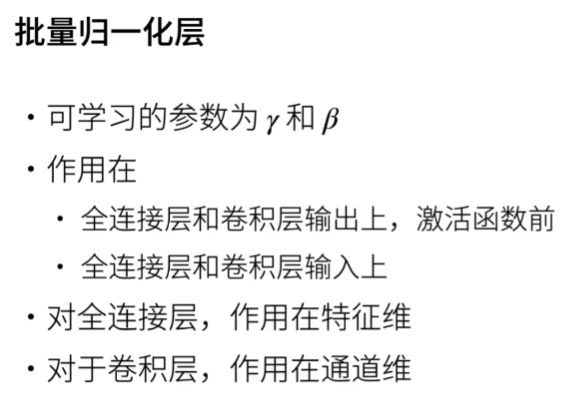 批量归一化层
• 可学习的参数为 γ 和 β
• 作用在
• 全连接层和卷积层输出上，激活函数前
• 全连接层和卷积层输入上
• 对全连接层，作用在特征维
• 对于卷积层，作用在通道维